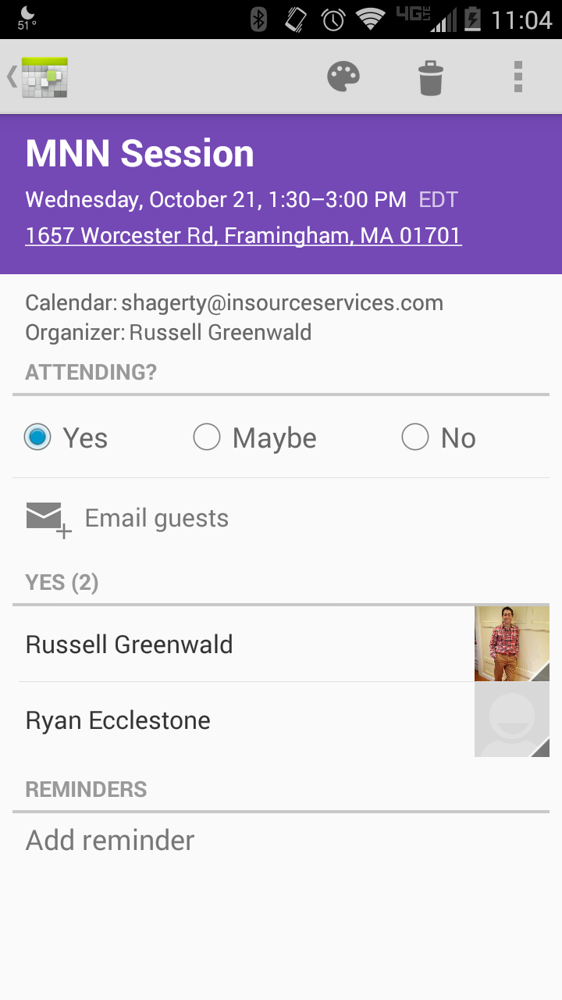 51°
4G LTE
11:04
MNN Session
Wednesday, October 21, 1:30–3:00 PM EDT
1657 Worcester Rd, Framingham, MA 01701
Calendar: shagerty@insourceservices.com
Organizer: Russell Greenwald
ATTENDING?
Yes
Maybe
No
Email guests
YES (2)
Russell Greenwald
Ryan Ecclestone
REMINDERS
Add reminder